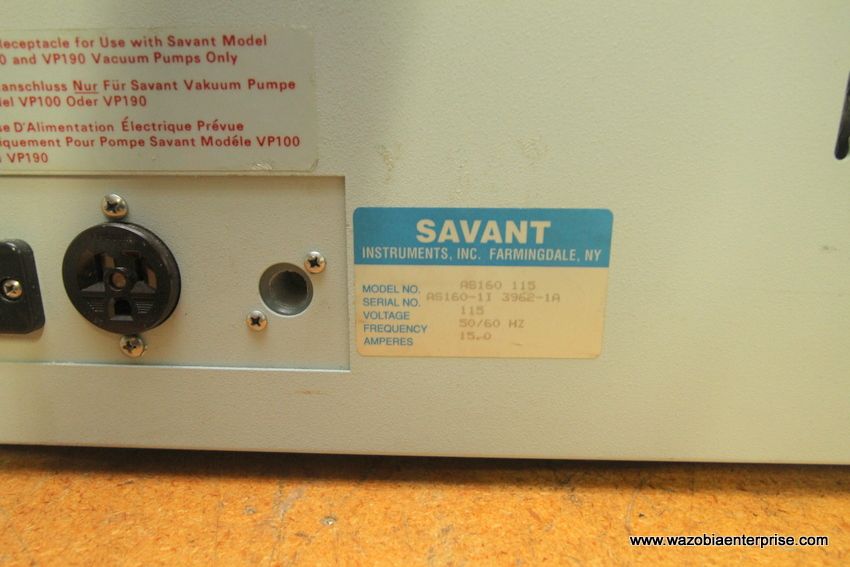 Receptacle for Use with Savant Model
0 and VP190 Vacuum Pumps Only
anschluss Nur Für Savant Vakuum Pumpe
el VP100 Oder VP190
se D'Alimentation Électrique Prévue
iquement Pour Pompe Savant Modéle VP100
VP190
SAVANT
INSTRUMENTS, INC. FARMINGDALE, NY
MODEL NO. AS160 115
SERIAL NO. AS160-1I 3962-1A
VOLTAGE 115
FREQUENCY 50/60 HZ
AMPERES 15.0
www.wazobiaenterprise.com